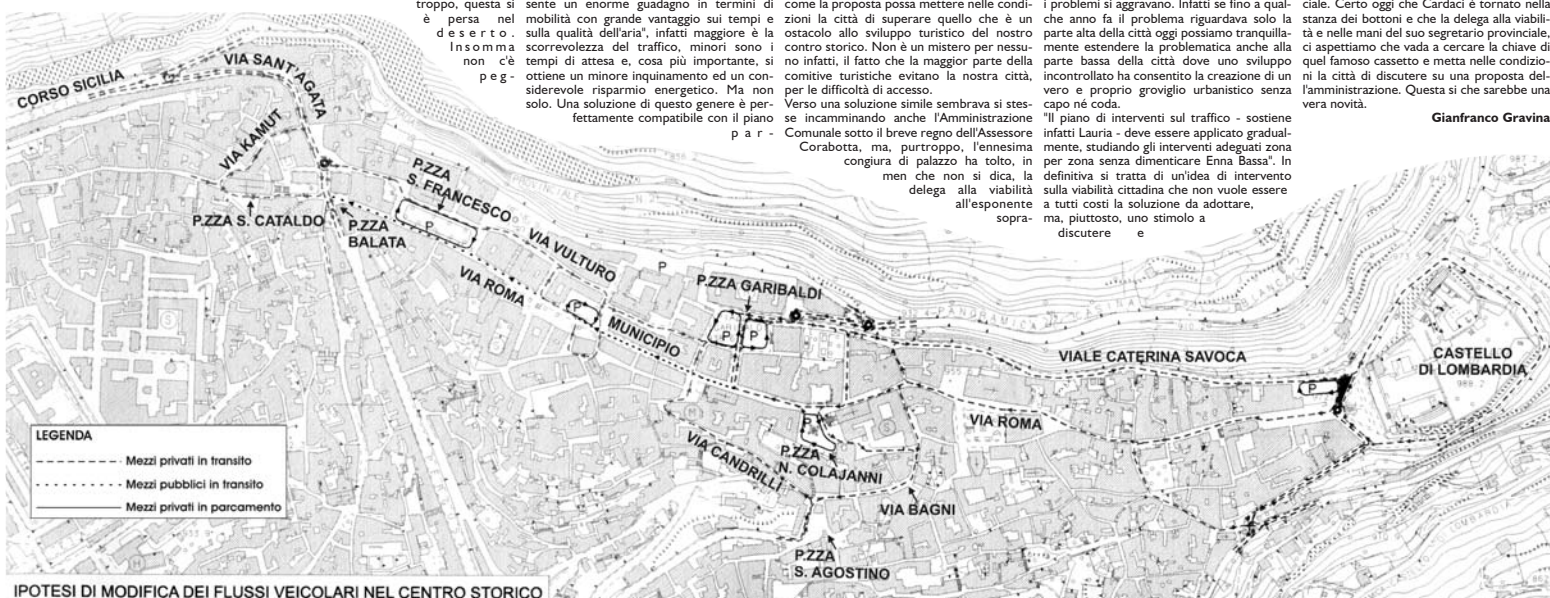 troppo, questa si
è persa nel
deserto.
Insomma
non c'è
peg-
sente un enorme guadagno in termini di
mobilità con grande vantaggio sui tempi e
sulla qualità dell'aria", infatti maggiore è la
scorrevolezza del traffico, minori sono i
tempi di attesa e, cosa più importante, si
ottiene un minore inquinamento ed un con-
siderevole risparmio energetico. Ma non
solo. Una soluzione di questo genere è per-
fettamente compatibile con il piano
par-
come la proposta possa mettere nelle condi-
zioni la città di superare quello che è un
ostacolo allo sviluppo turistico del nostro
contro storico. Non è un mistero per nessu-
no infatti, il fatto che la maggior parte della
comitive turistiche evitano la nostra città,
per le difficoltà di accesso.
Verso una soluzione simile sembrava si stes-
se incamminando anche l'Amministrazione
Comunale sotto il breve regno dell'Assessore
Corabotta, ma, purtroppo, l'ennesima
congiura di palazzo ha tolto, in
men che non si dica, la
delega alla viabilità
all'esponente
sopra-
i problemi si aggravano. Infatti se fino a qual-
che anno fa il problema riguardava solo la
parte alta della città oggi possiamo tranquilla-
mente estendere la problematica anche alla
parte bassa della città dove uno sviluppo
incontrollato ha consentito la creazione di un
vero e proprio groviglio urbanistico senza
capo né coda.
"Il piano di interventi sul traffico - sostiene
infatti Lauria - deve essere applicato gradual-
mente, studiando gli interventi adeguati zona
per zona senza dimenticare Enna Bassa". In
definitiva si tratta di un'idea di intervento
sulla viabilità cittadina che non vuole essere
a tutti costi la soluzione da adottare,
ma, piuttosto, uno stimolo a
discutere e
ciale. Certo oggi che Cardaci è tornato nella
stanza dei bottoni e che la delega alla viabili-
tà e nelle mani del suo segretario provinciale,
ci aspettiamo che vada a cercare la chiave di
quel famoso cassetto e metta nelle condizio-
ni la città di discutere su una proposta del-
l'amministrazione. Questa si che sarebbe una
vera novità.
Gianfranco Gravina
CORSO SICILIA
VIA SANT'AGATA
VIA KAMUT
P.ZZA S. CATALDO
P.ZZA
BALATA
P.ZZA
S. FRANCESCO
P
VIA VULTURO
VIA ROMA
P
P
MUNICIPIO
P.ZZA GARIBALDI
P
P
VIALE CATERINA SAVOCA
P
CASTELLO
DI LOMBARDIA
988.2
VIA ROMA
P
P.ZZA
N. COLAJANNI
VIA CANDRILLI
VIA BAGNI
P.ZZA
S. AGOSTINO
LEGENDA
Mezzi privati in transito
Mezzi pubblici in transito
Mezzi privati in parcamento
IPOTESI DI MODIFICA DEI FLUSSI VEICOLARI NEL CENTRO STORICO